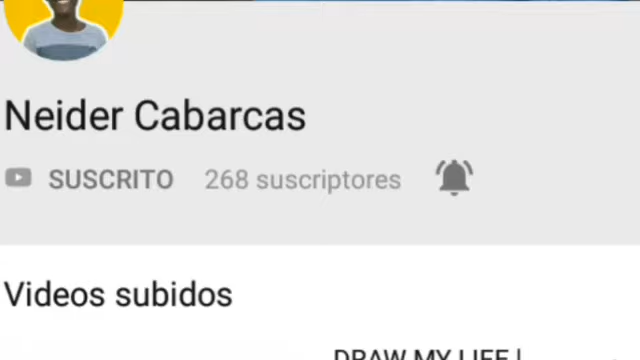 Neider Cabarcas
SUSCRITO 268 suscriptores
Videos subidos
DRAW MY LIFE |